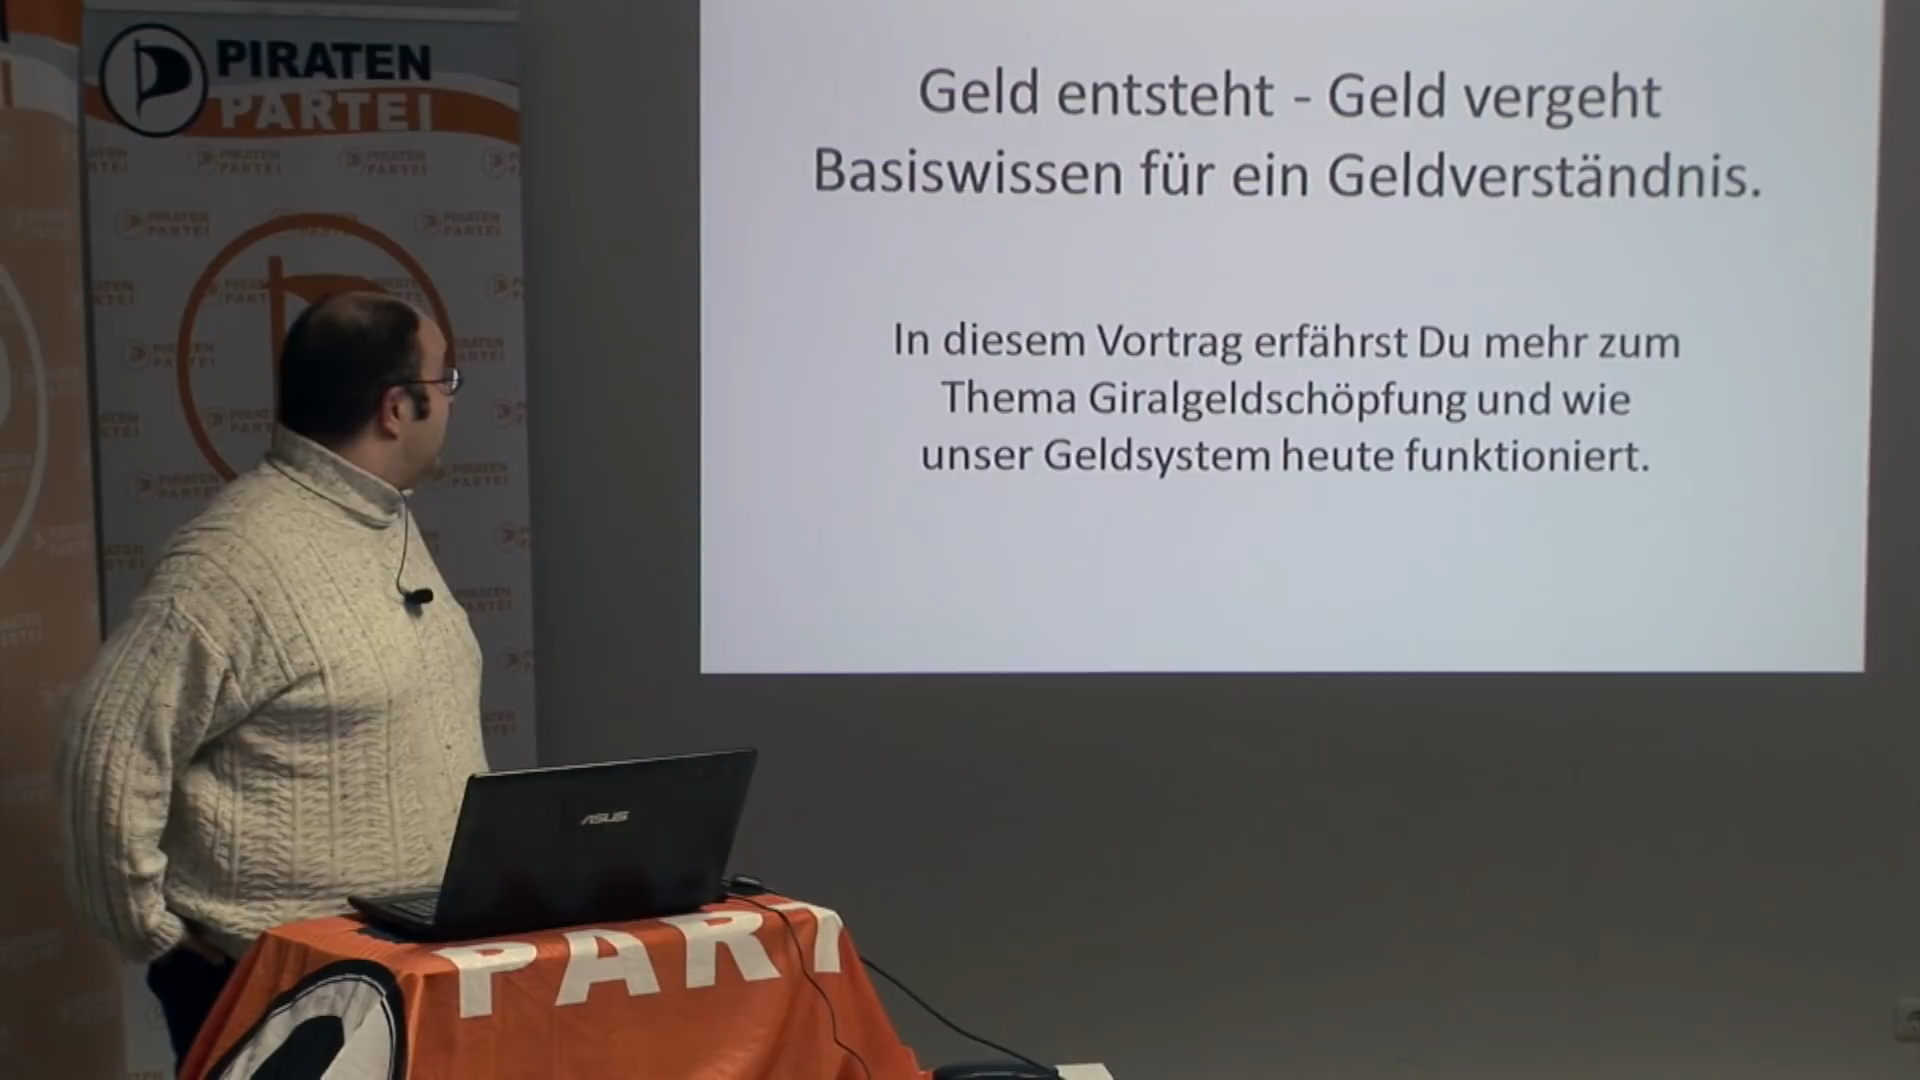 PIRATEN
PARTEI
Geld entsteht - Geld vergeht
Basiswissen für ein Geldverständnis.
In diesem Vortrag erfährst Du mehr zum
Thema Giralgeldschöpfung und wie
unser Geldsystem heute funktioniert.
ASUS
PART